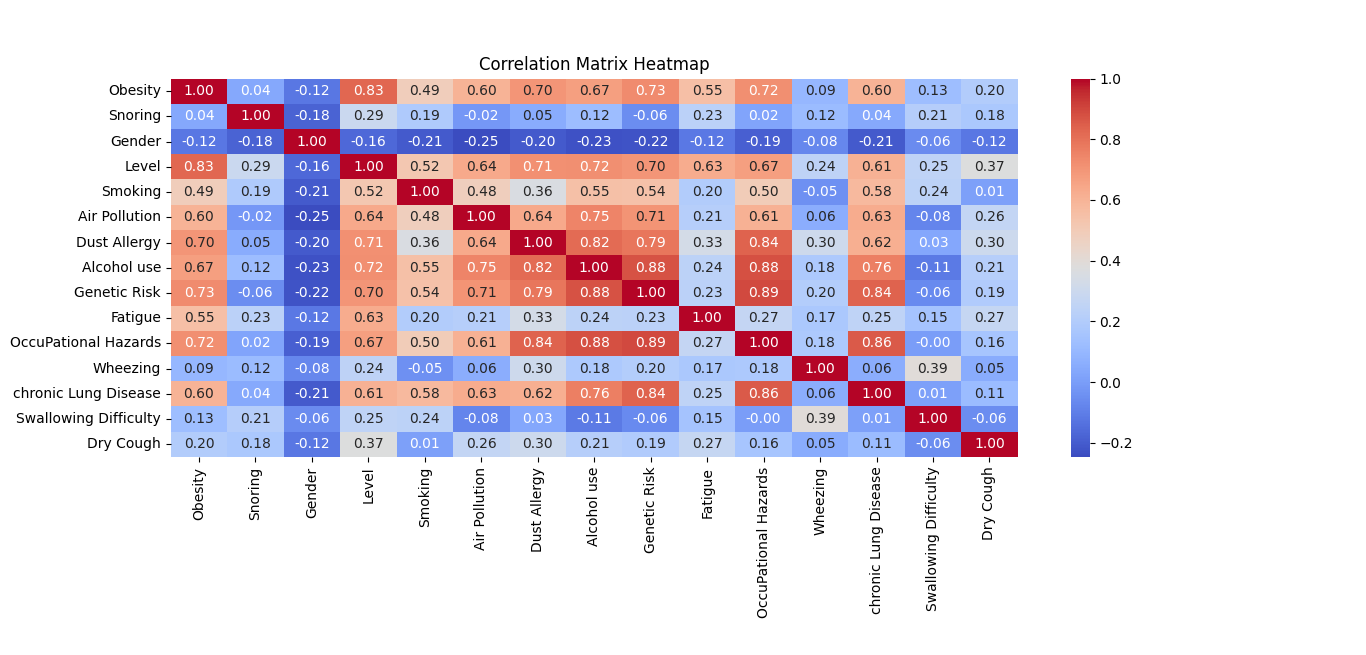 Correlation Matrix Heatmap
Obesity 1.00 0.04 -0.12 0.83 0.49 0.60 0.70 0.67 0.73 0.55 0.72 0.09 0.60 0.13 0.20
Snoring 0.04 1.00 -0.18 0.29 0.19 -0.02 0.05 0.12 -0.06 0.23 0.02 0.12 0.04 0.21 0.18
Gender -0.12 -0.18 1.00 -0.16 -0.21 -0.25 -0.20 -0.23 -0.22 -0.12 -0.19 -0.08 -0.21 -0.06 -0.12
Level 0.83 0.29 -0.16 1.00 0.52 0.64 0.71 0.72 0.70 0.63 0.67 0.24 0.61 0.25 0.37
Smoking 0.49 0.19 -0.21 0.52 1.00 0.48 0.36 0.55 0.54 0.20 0.50 -0.05 0.58 0.24 0.01
Air Pollution 0.60 -0.02 -0.25 0.64 0.48 1.00 0.64 0.75 0.71 0.21 0.61 0.06 0.63 -0.08 0.26
Dust Allergy 0.70 0.05 -0.20 0.71 0.36 0.64 1.00 0.82 0.79 0.33 0.84 0.30 0.62 0.03 0.30
Alcohol use 0.67 0.12 -0.23 0.72 0.55 0.75 0.82 1.00 0.88 0.24 0.88 0.18 0.76 -0.11 0.21
Genetic Risk 0.73 -0.06 -0.22 0.70 0.54 0.71 0.79 0.88 1.00 0.23 0.89 0.20 0.84 -0.06 0.19
Fatigue 0.55 0.23 -0.12 0.63 0.20 0.21 0.33 0.24 0.23 1.00 0.27 0.17 0.25 0.15 0.27
OccuPational Hazards 0.72 0.02 -0.19 0.67 0.50 0.61 0.84 0.88 0.89 0.27 1.00 0.18 0.86 -0.00 0.16
Wheezing 0.09 0.12 -0.08 0.24 -0.05 0.06 0.30 0.18 0.20 0.17 0.18 1.00 0.06 0.39 0.05
chronic Lung Disease 0.60 0.04 -0.21 0.61 0.58 0.63 0.62 0.76 0.84 0.25 0.86 0.06 1.00 0.01 0.11
Swallowing Difficulty 0.13 0.21 -0.06 0.25 0.24 -0.08 0.03 -0.11 -0.06 0.15 -0.00 0.39 0.01 1.00 -0.06
Dry Cough 0.20 0.18 -0.12 0.37 0.01 0.26 0.30 0.21 0.19 0.27 0.16 0.05 0.11 -0.06 1.00
Obesity
Snoring
Gender
Level
Smoking
Air Pollution
Dust Allergy
Alcohol use
Genetic Risk
Fatigue
OccuPational Hazards
Wheezing
chronic Lung Disease
Swallowing Difficulty
Dry Cough
1.0
0.8
0.6
0.4
0.2
0.0
−0.2